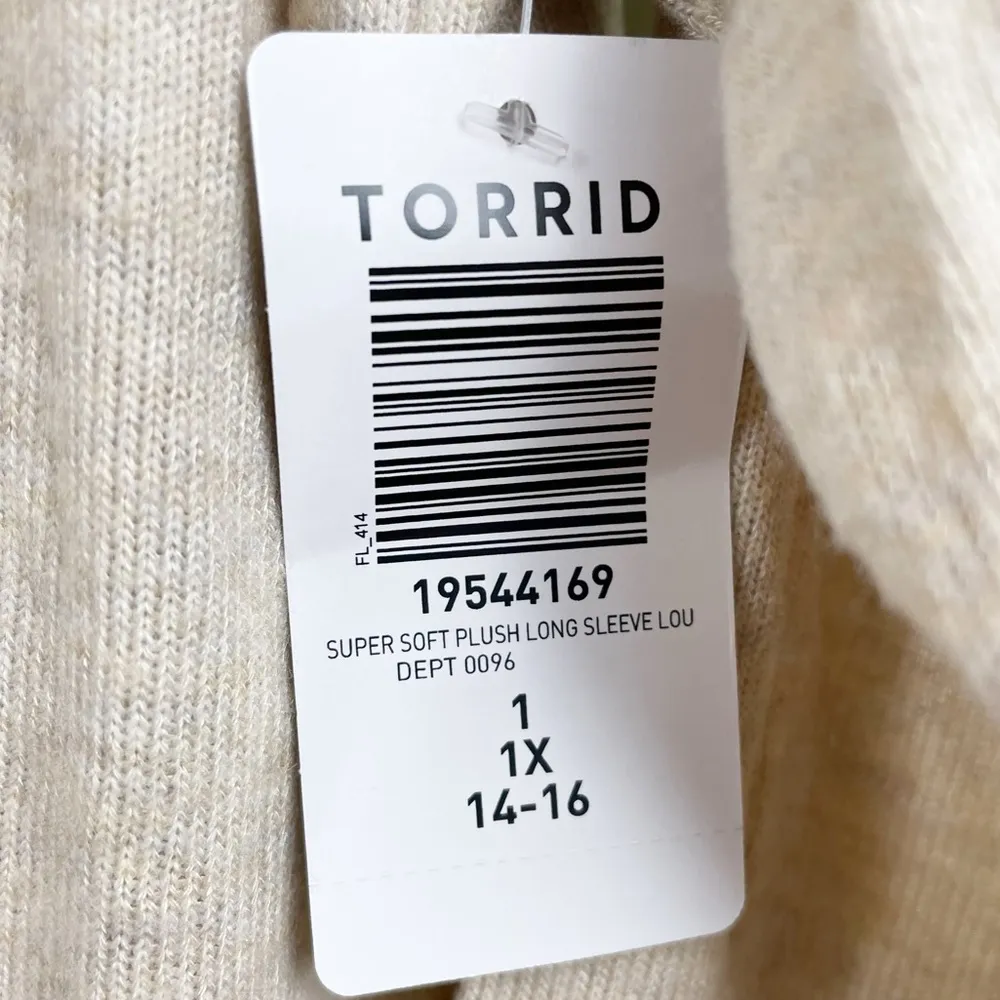 TORRID
FL_414
19544169
SUPER SOFT PLUSH LONG SLEEVE LOU
DEPT 0096
1
1X
14-16